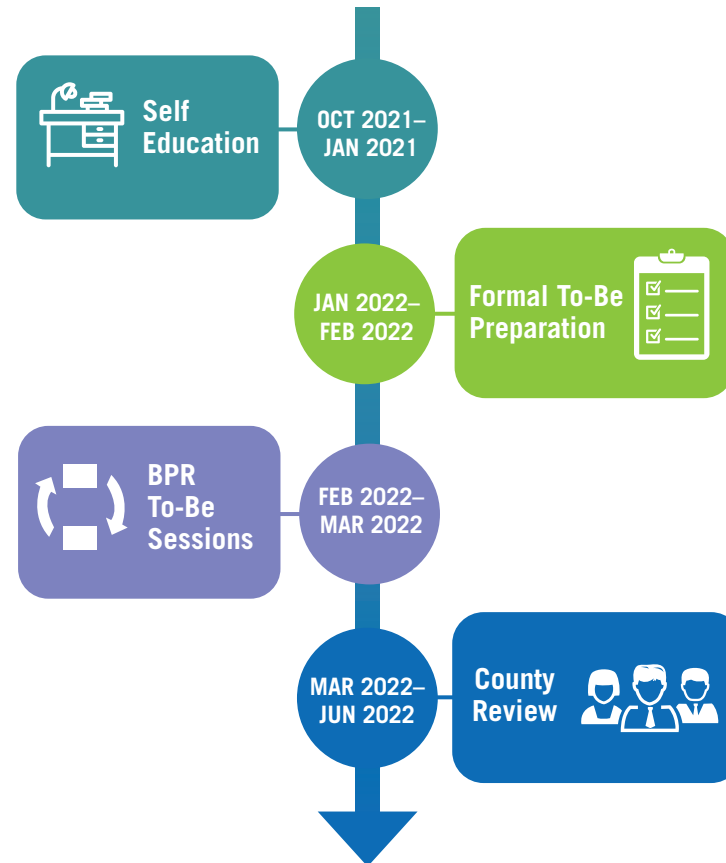 Self
Education
OCT 2021–
JAN 2021
JAN 2022–
FEB 2022
Formal To-Be
Preparation
BPR
To-Be
Sessions
FEB 2022–
MAR 2022
MAR 2022–
JUN 2022
County
Review